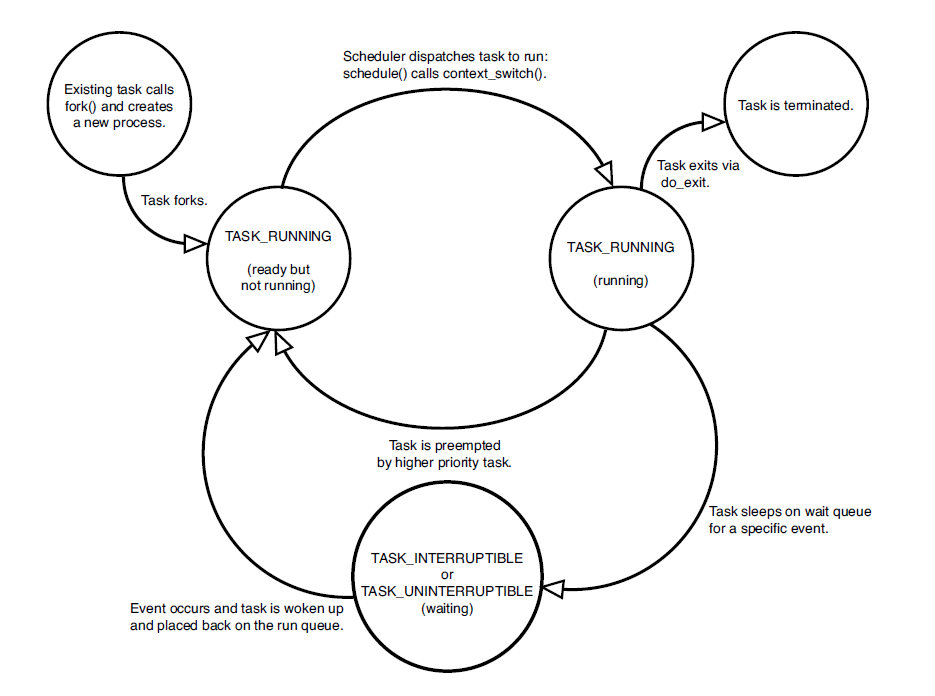 Scheduler dispatches task to run:
schedule() calls context_switch().
Existing task calls
fork() and creates
a new process.
Task is terminated.
Task exits via
do_exit.
Task forks.
TASK_RUNNING
(ready but
not running)
TASK_RUNNING
(running)
Task is preempted
by higher priority task.
Task sleeps on wait queue
for a specific event.
TASK_INTERRUPTIBLE
or
TASK_UNINTERRUPTIBLE
(waiting)
Event occurs and task is woken up
and placed back on the run queue.